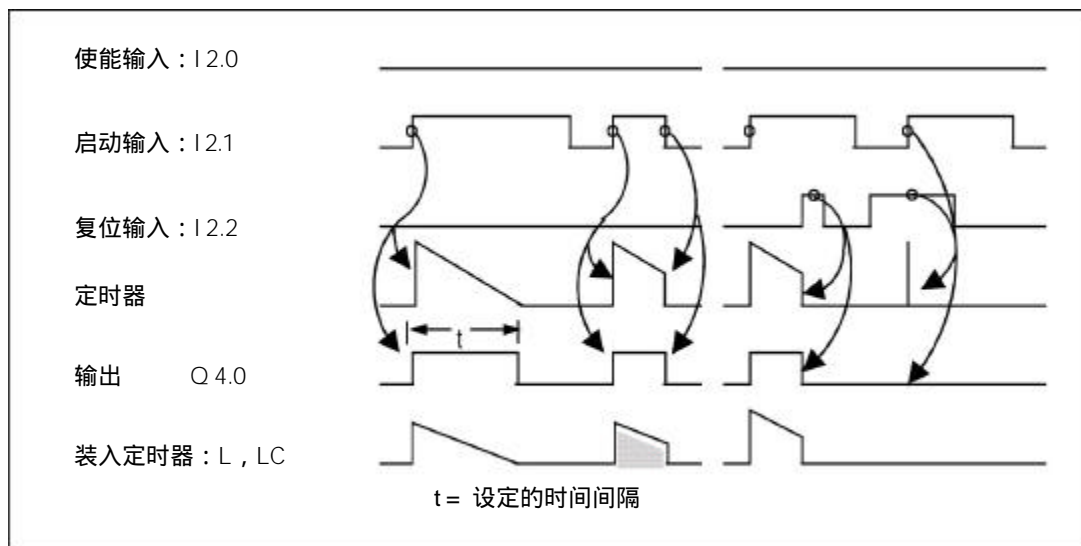 使能输入：I 2.0
启动输入：I 2.1
复位输入：I 2.2
定时器
t
输出 Q 4.0
装入定时器：L，LC
t = 设定的时间间隔